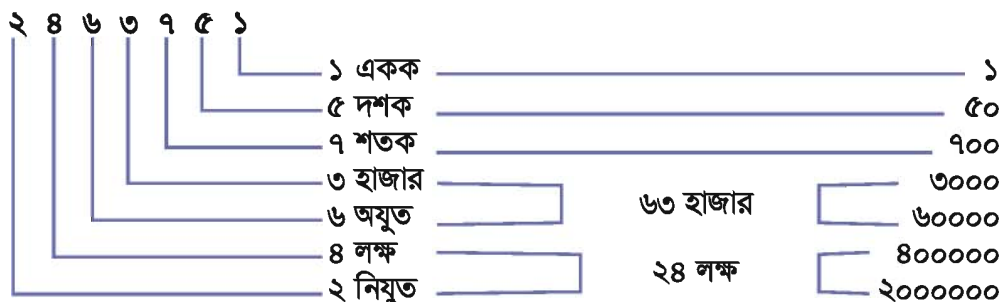 ২ ৪ ৬ ৩ ৭ ৫ ১
১ একক ১
৫ দশক ৫০
৭ শতক ৭০০
৩ হাজার ৩০০০
৬৩ হাজার
৬ অযুত ৬০০০০
৪ লক্ষ ৪০০০০০
২৪ লক্ষ
২ নিযুত ২০০০০০০